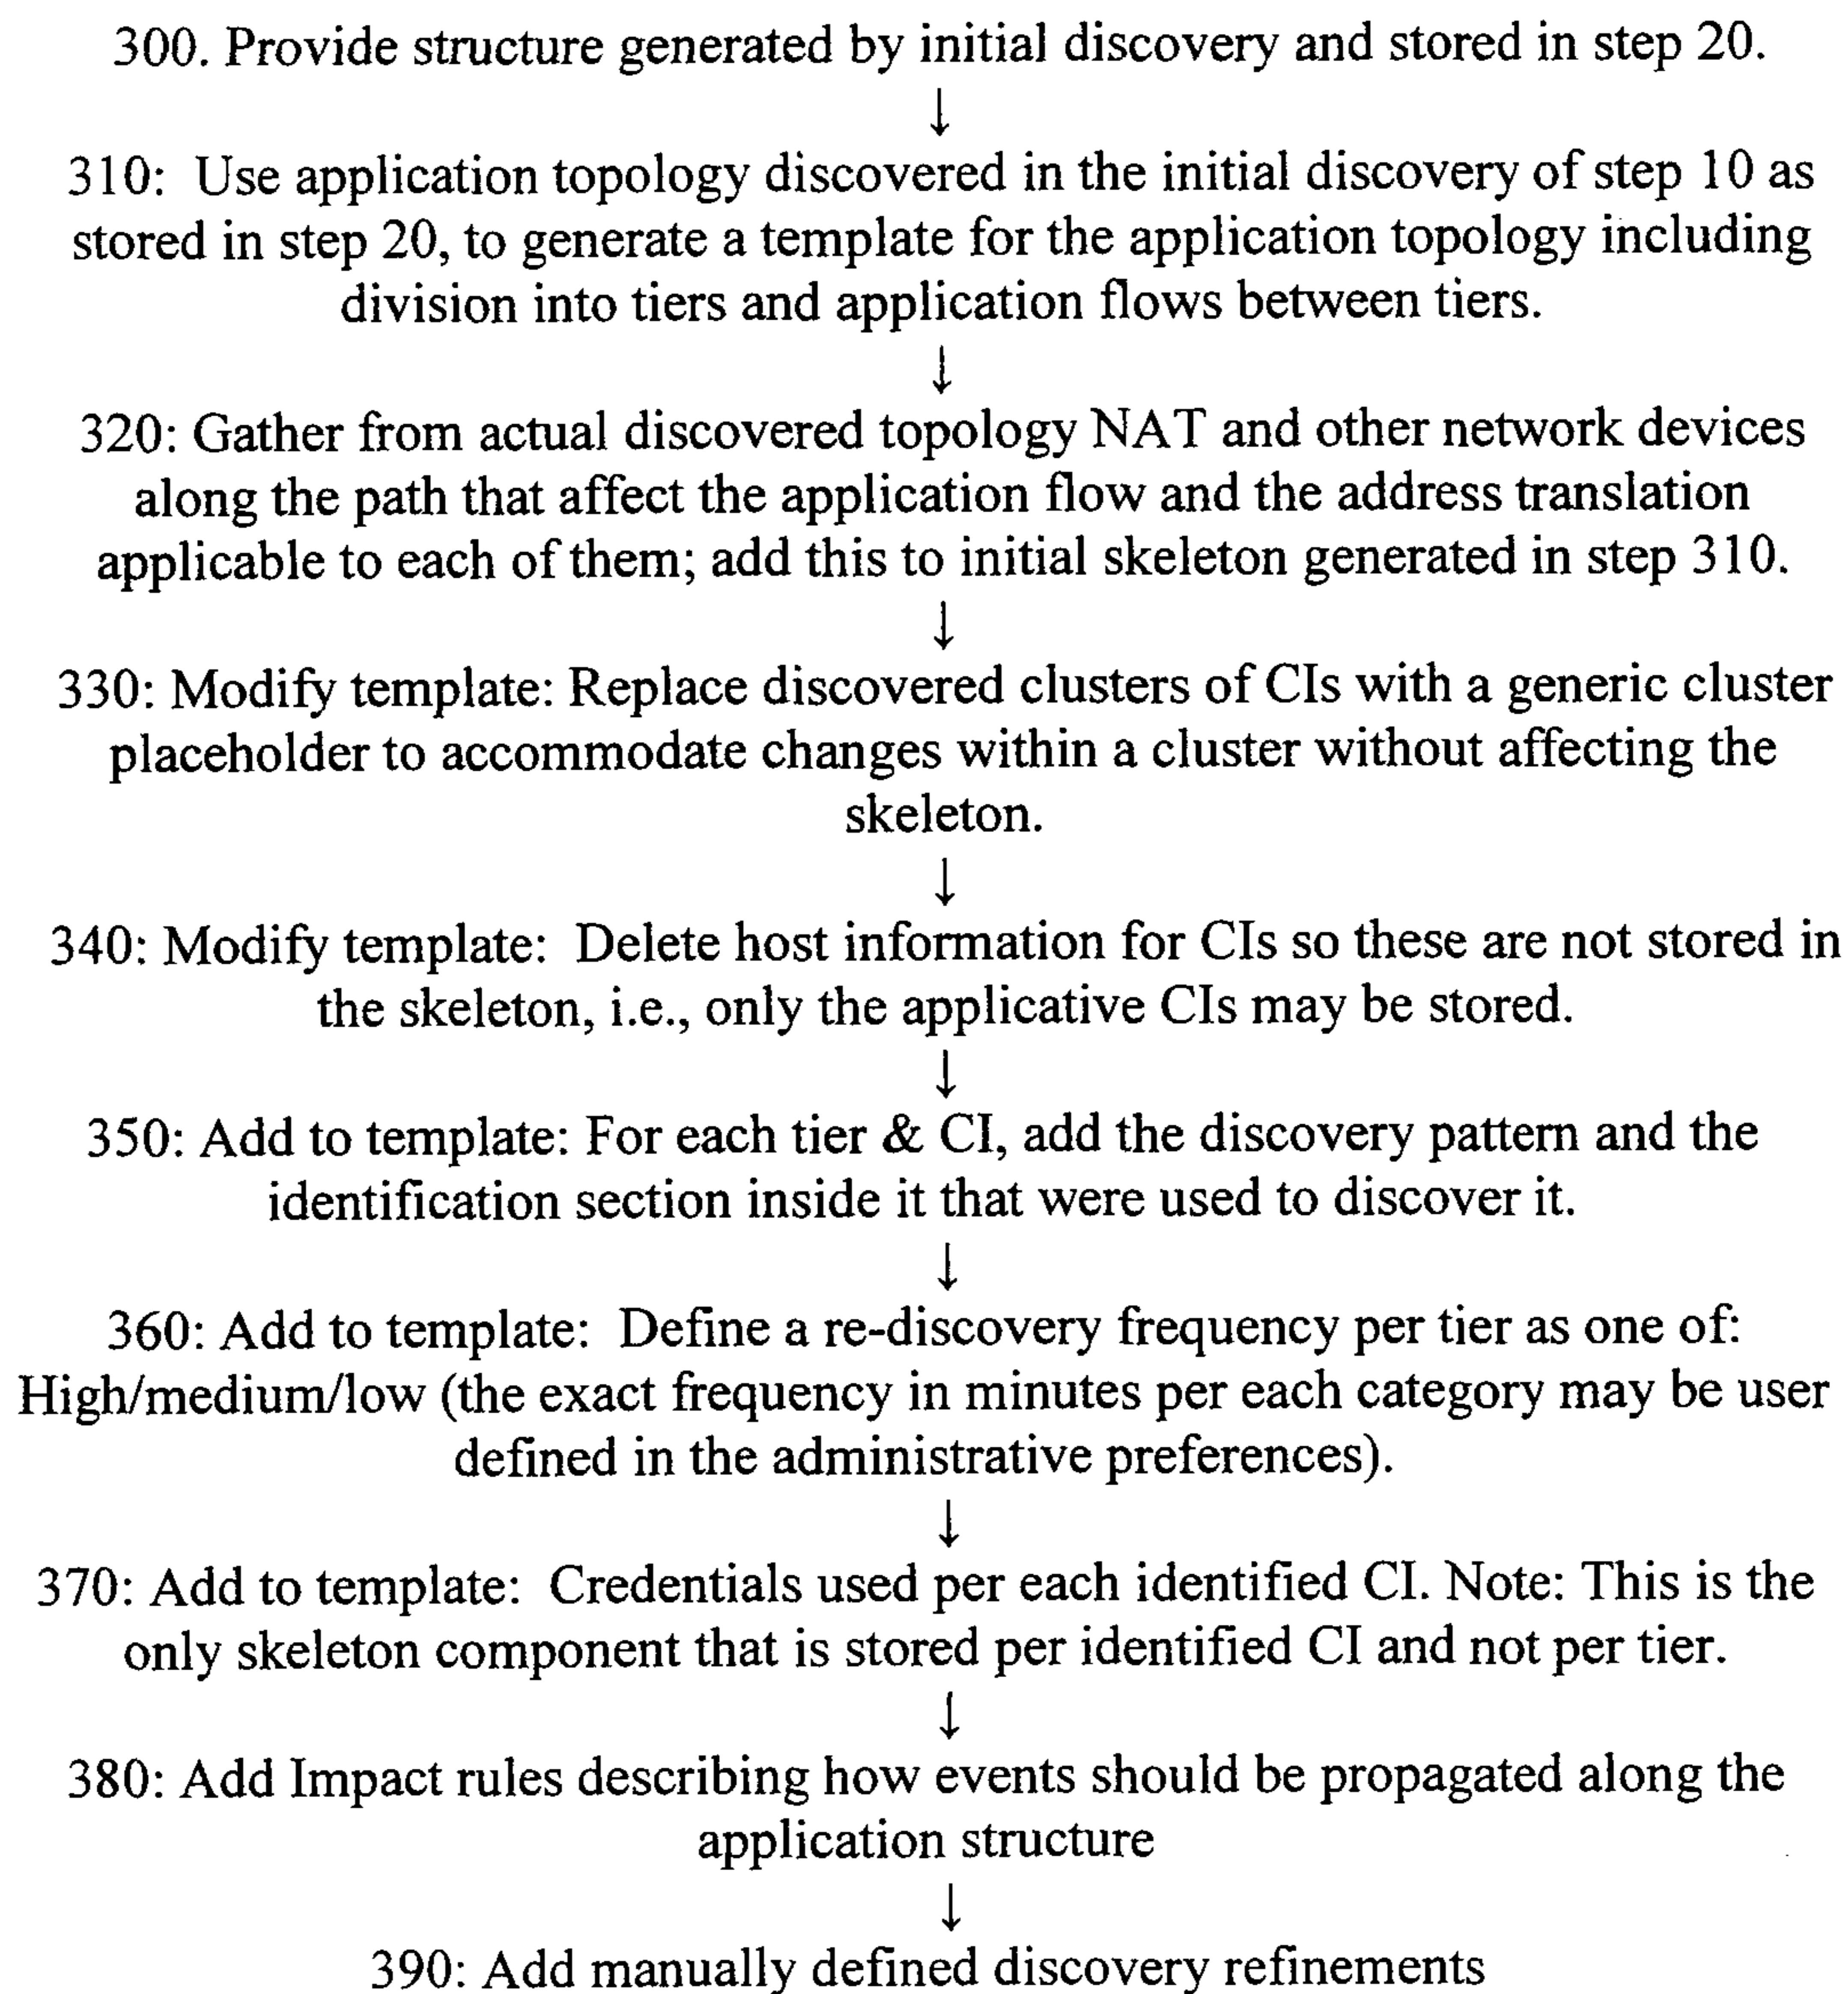 300. Provide structure generated by initial discovery and stored in step 20.
↓
310: Use application topology discovered in the initial discovery of step 10 as
stored in step 20, to generate a template for the application topology including
division into tiers and application flows between tiers.
↓
320: Gather from actual discovered topology NAT and other network devices
along the path that affect the application flow and the address translation
applicable to each of them; add this to initial skeleton generated in step 310.
↓
330: Modify template: Replace discovered clusters of CIs with a generic cluster
placeholder to accommodate changes within a cluster without affecting the
skeleton.
↓
340: Modify template: Delete host information for CIs so these are not stored in
the skeleton, i.e., only the applicative CIs may be stored.
↓
350: Add to template: For each tier & CI, add the discovery pattern and the
identification section inside it that were used to discover it.
↓
360: Add to template: Define a re-discovery frequency per tier as one of:
High/medium/low (the exact frequency in minutes per each category may be user
defined in the administrative preferences).
↓
370: Add to template: Credentials used per each identified CI. Note: This is the
only skeleton component that is stored per identified CI and not per tier.
↓
380: Add Impact rules describing how events should be propagated along the
application structure
↓
390: Add manually defined discovery refinements